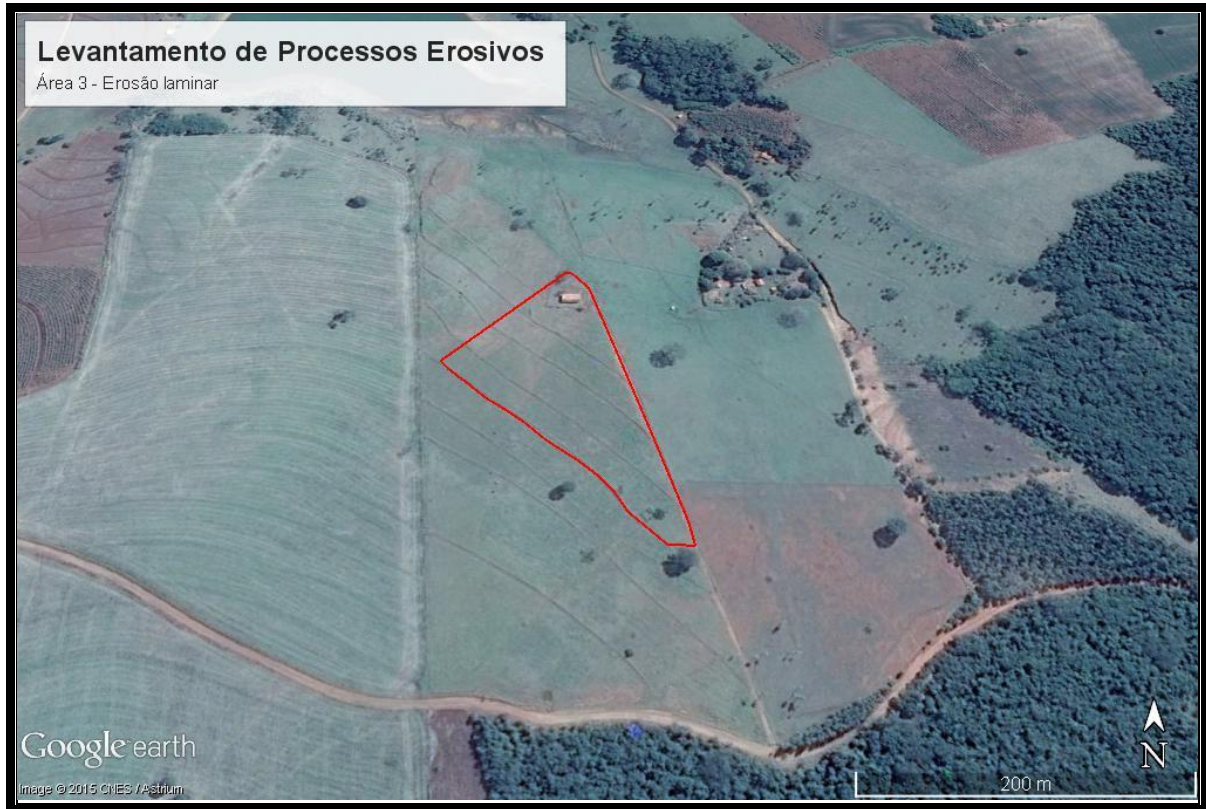 Levantamento de Processos Erosivos
Área 3 - Erosão laminar
Google earth
N
Image © 2015 CNES / Astrium
200 m